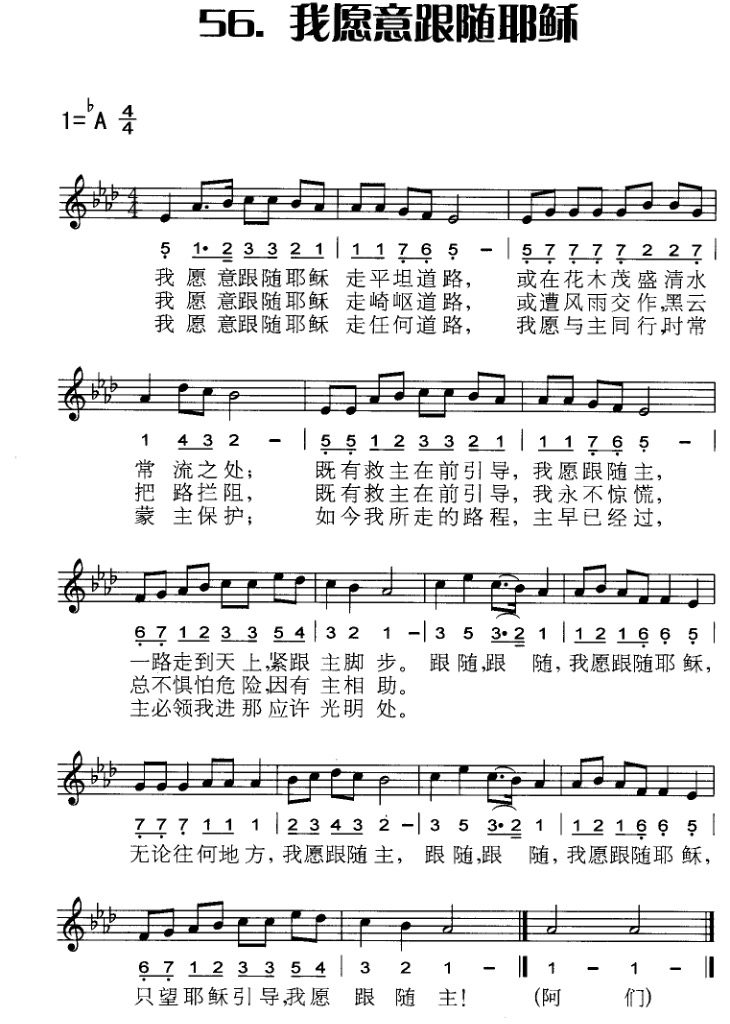 56. 我愿意跟随耶稣
1=♭A 4/4
5 1· 2 3 3 2 1 | 1 1 7 6 5 – | 5 7 7 7 7 2 2 7 |
我愿意跟随耶稣 走平坦道路， 或在花木茂盛清水
我愿意跟随耶稣 走崎岖道路， 或遭风雨交作，黑云
我愿意跟随耶稣 走任何道路， 我愿与主同行，时常
1 4 3 2 – | 5 5 1 2 3 3 2 1 | 1 1 7 6 5 – |
常流之处； 既有救主在前引导，我愿跟随主，
把路拦阻， 既有救主在前引导，我永不惊慌，
蒙主保护； 如今我所走的路程，主早已经过，
6 7 1 2 3 3 5 4 | 3 2 1 – | 3 5 3· 2 1 | 1 2 1 6 6 5 |
一路走到天上，紧跟主脚步。 跟随，跟 随，我愿跟随耶稣，
总不惧怕危险，因有主相助。
主必领我进那应许光明处。
7 7 7 1 1 1 | 2 3 4 3 2 – | 3 5 3· 2 1 | 1 2 1 6 6 5 |
无论往何地方，我愿跟随主， 跟随，跟 随，我愿跟随耶稣，
6 7 1 2 3 3 5 4 | 3 2 1 – ‖ 1 – 1 – ‖
只望耶稣引导，我愿 跟随主！ （阿 们）